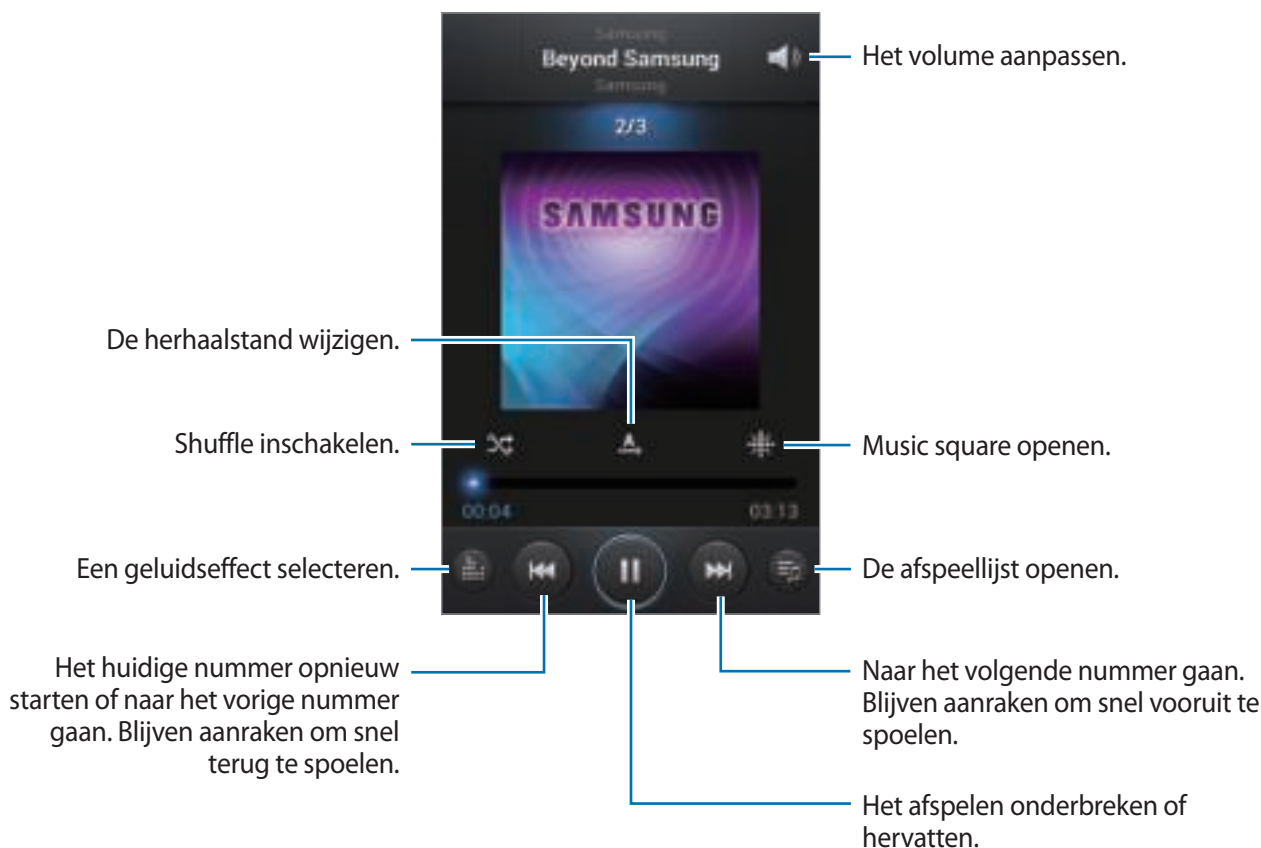 Samsung
Beyond Samsung
Samsung
Het volume aanpassen.
2/3
SAMSUNG
De herhaalstand wijzigen.
A
Shuffle inschakelen.
Music square openen.
00:04
03:13
Een geluidseffect selecteren.
De afspeellijst openen.
Het huidige nummer opnieuw
starten of naar het vorige nummer
gaan. Blijven aanraken om snel
terug te spoelen.
Naar het volgende nummer gaan.
Blijven aanraken om snel vooruit te
spoelen.
Het afspelen onderbreken of
hervatten.